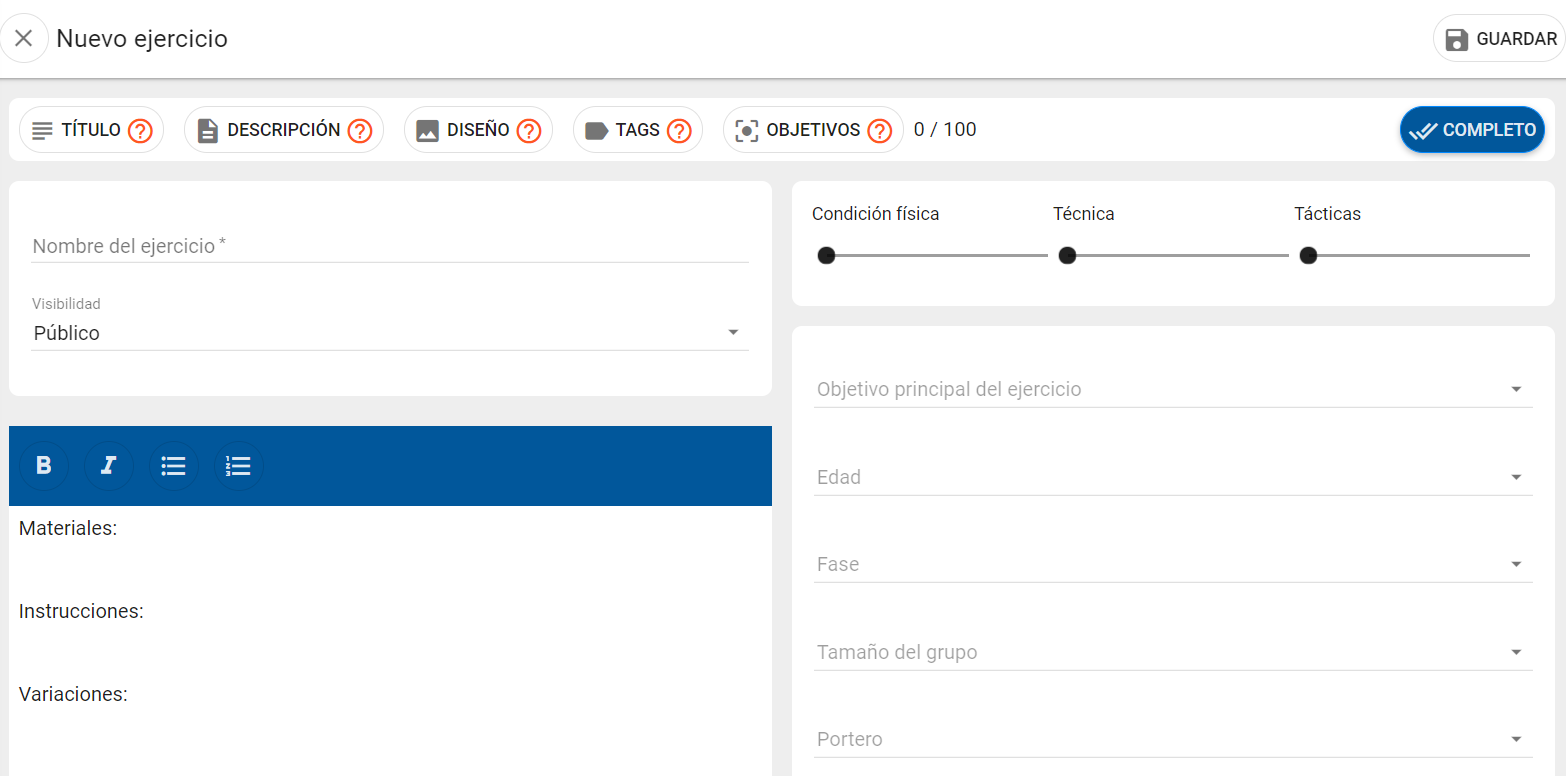 Nuevo ejercicio
GUARDAR
TÍTULO ?
DESCRIPCIÓN ?
DISEÑO ?
TAGS ?
OBJETIVOS ?
0 / 100
COMPLETO
Nombre del ejercicio *
Visibilidad
Público
B I
Materiales:
Instrucciones:
Variaciones:
Condición física
Técnica
Tácticas
Objetivo principal del ejercicio
Edad
Fase
Tamaño del grupo
Portero